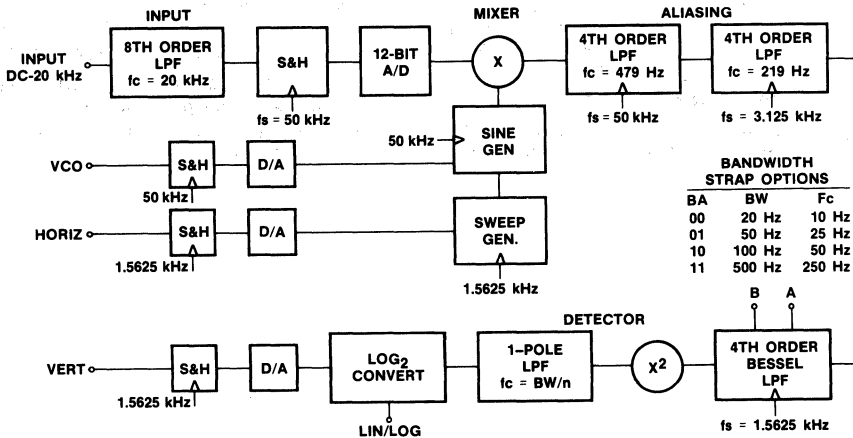 INPUT
MIXER
ALIASING
INPUT
DC-20 kHz
8TH ORDER
LPF
fc = 20 kHz
S&H
12-BIT
A/D
X
4TH ORDER
LPF
fc = 479 Hz
4TH ORDER
LPF
fc = 219 Hz
fs = 50 kHz
fs = 50 kHz
fs = 3.125 kHz
50 kHz
SINE
GEN
VCO
S&H
D/A
50 kHz
HORIZ
S&H
D/A
SWEEP
GEN.
1.5625 kHz
1.5625 kHz
BANDWIDTH
STRAP OPTIONS
BA BW Fc
00 20 Hz 10 Hz
01 50 Hz 25 Hz
10 100 Hz 50 Hz
11 500 Hz 250 Hz
B A
DETECTOR
VERT
S&H
D/A
LOG2
CONVERT
1-POLE
LPF
fc = BW/n
X2
4TH ORDER
BESSEL
LPF
1.5625 kHz
LIN/LOG
fs = 1.5625 kHz